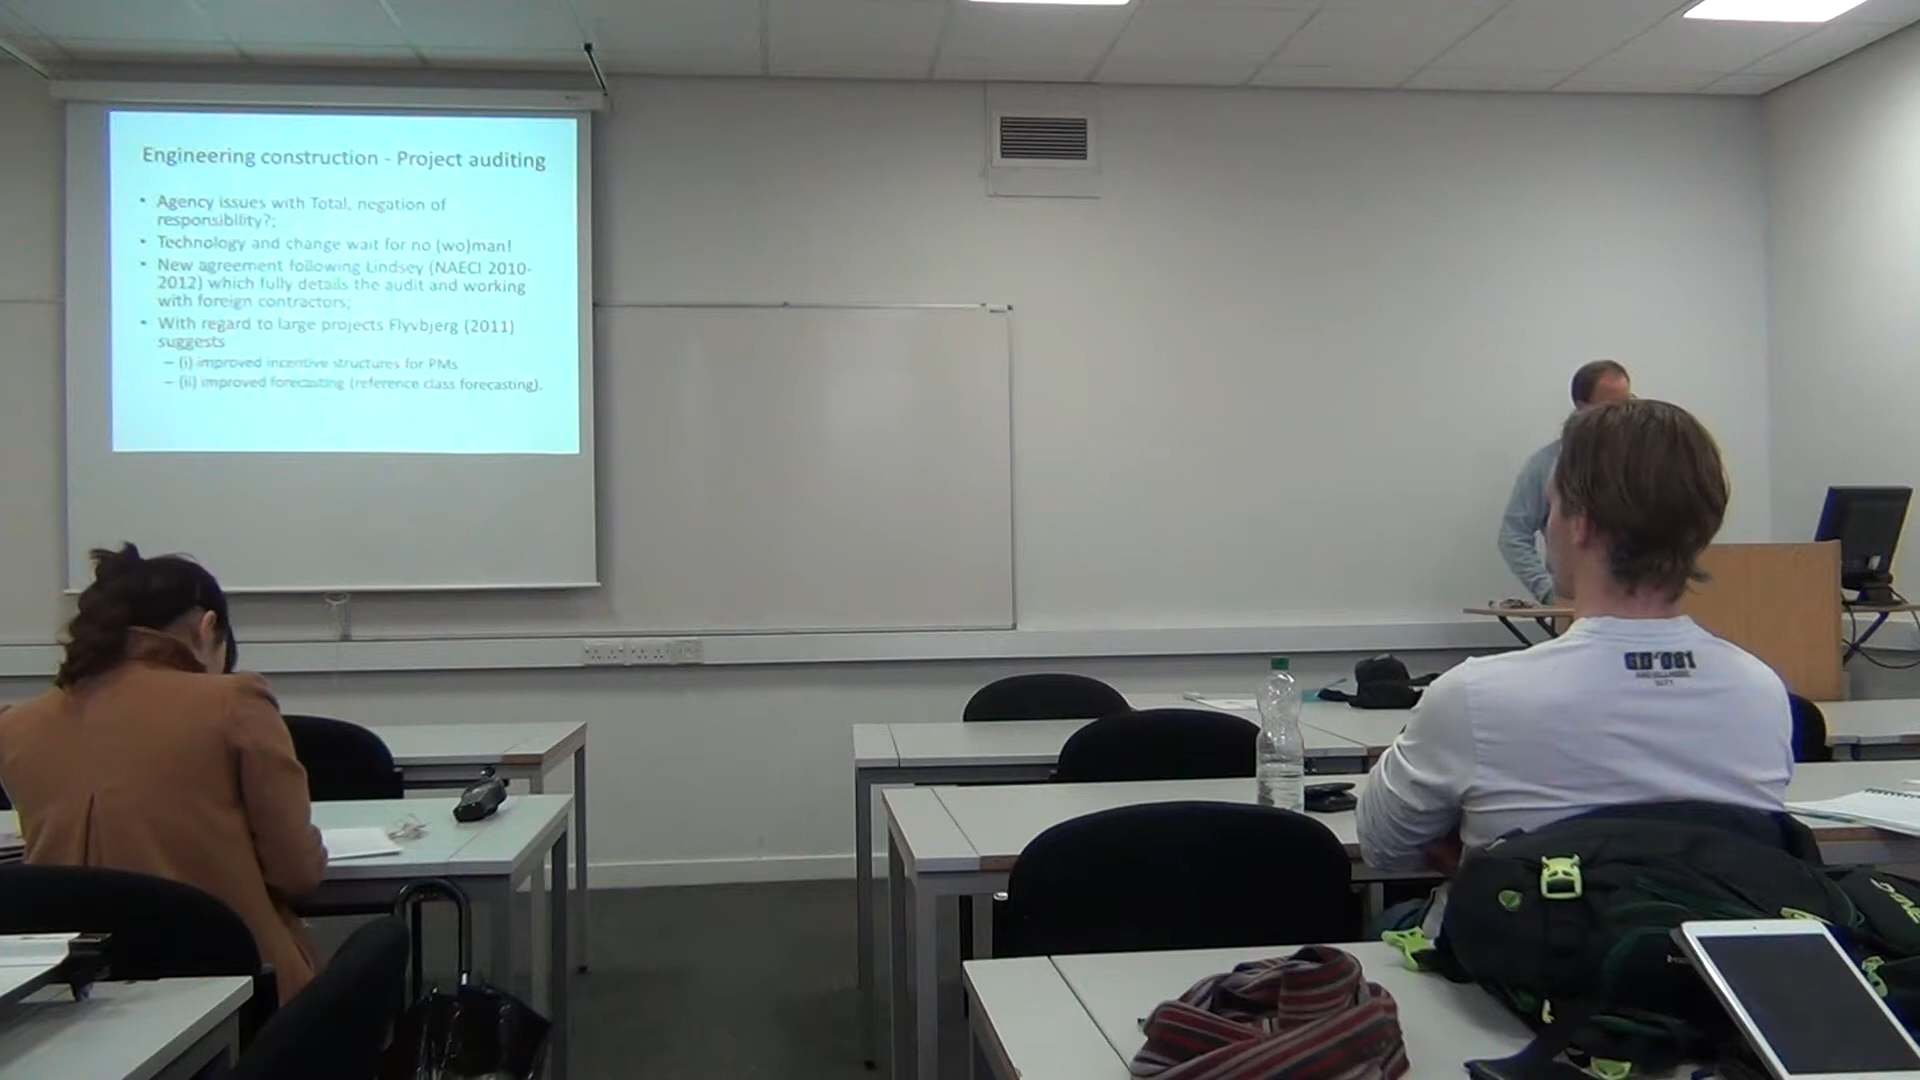 Engineering construction - Project auditing
• Agency issues with Total, negation of
responsibility?;
• Technology and change wait for no (wo)man!
• New agreement following Lindsey (NAECI 2010-
2012) which fully details the audit and working
with foreign contractors;
• With regard to large projects Flyvbjerg (2011)
suggests
– (i) improved incentive structures for PMs
– (ii) improved forecasting (reference class forecasting).